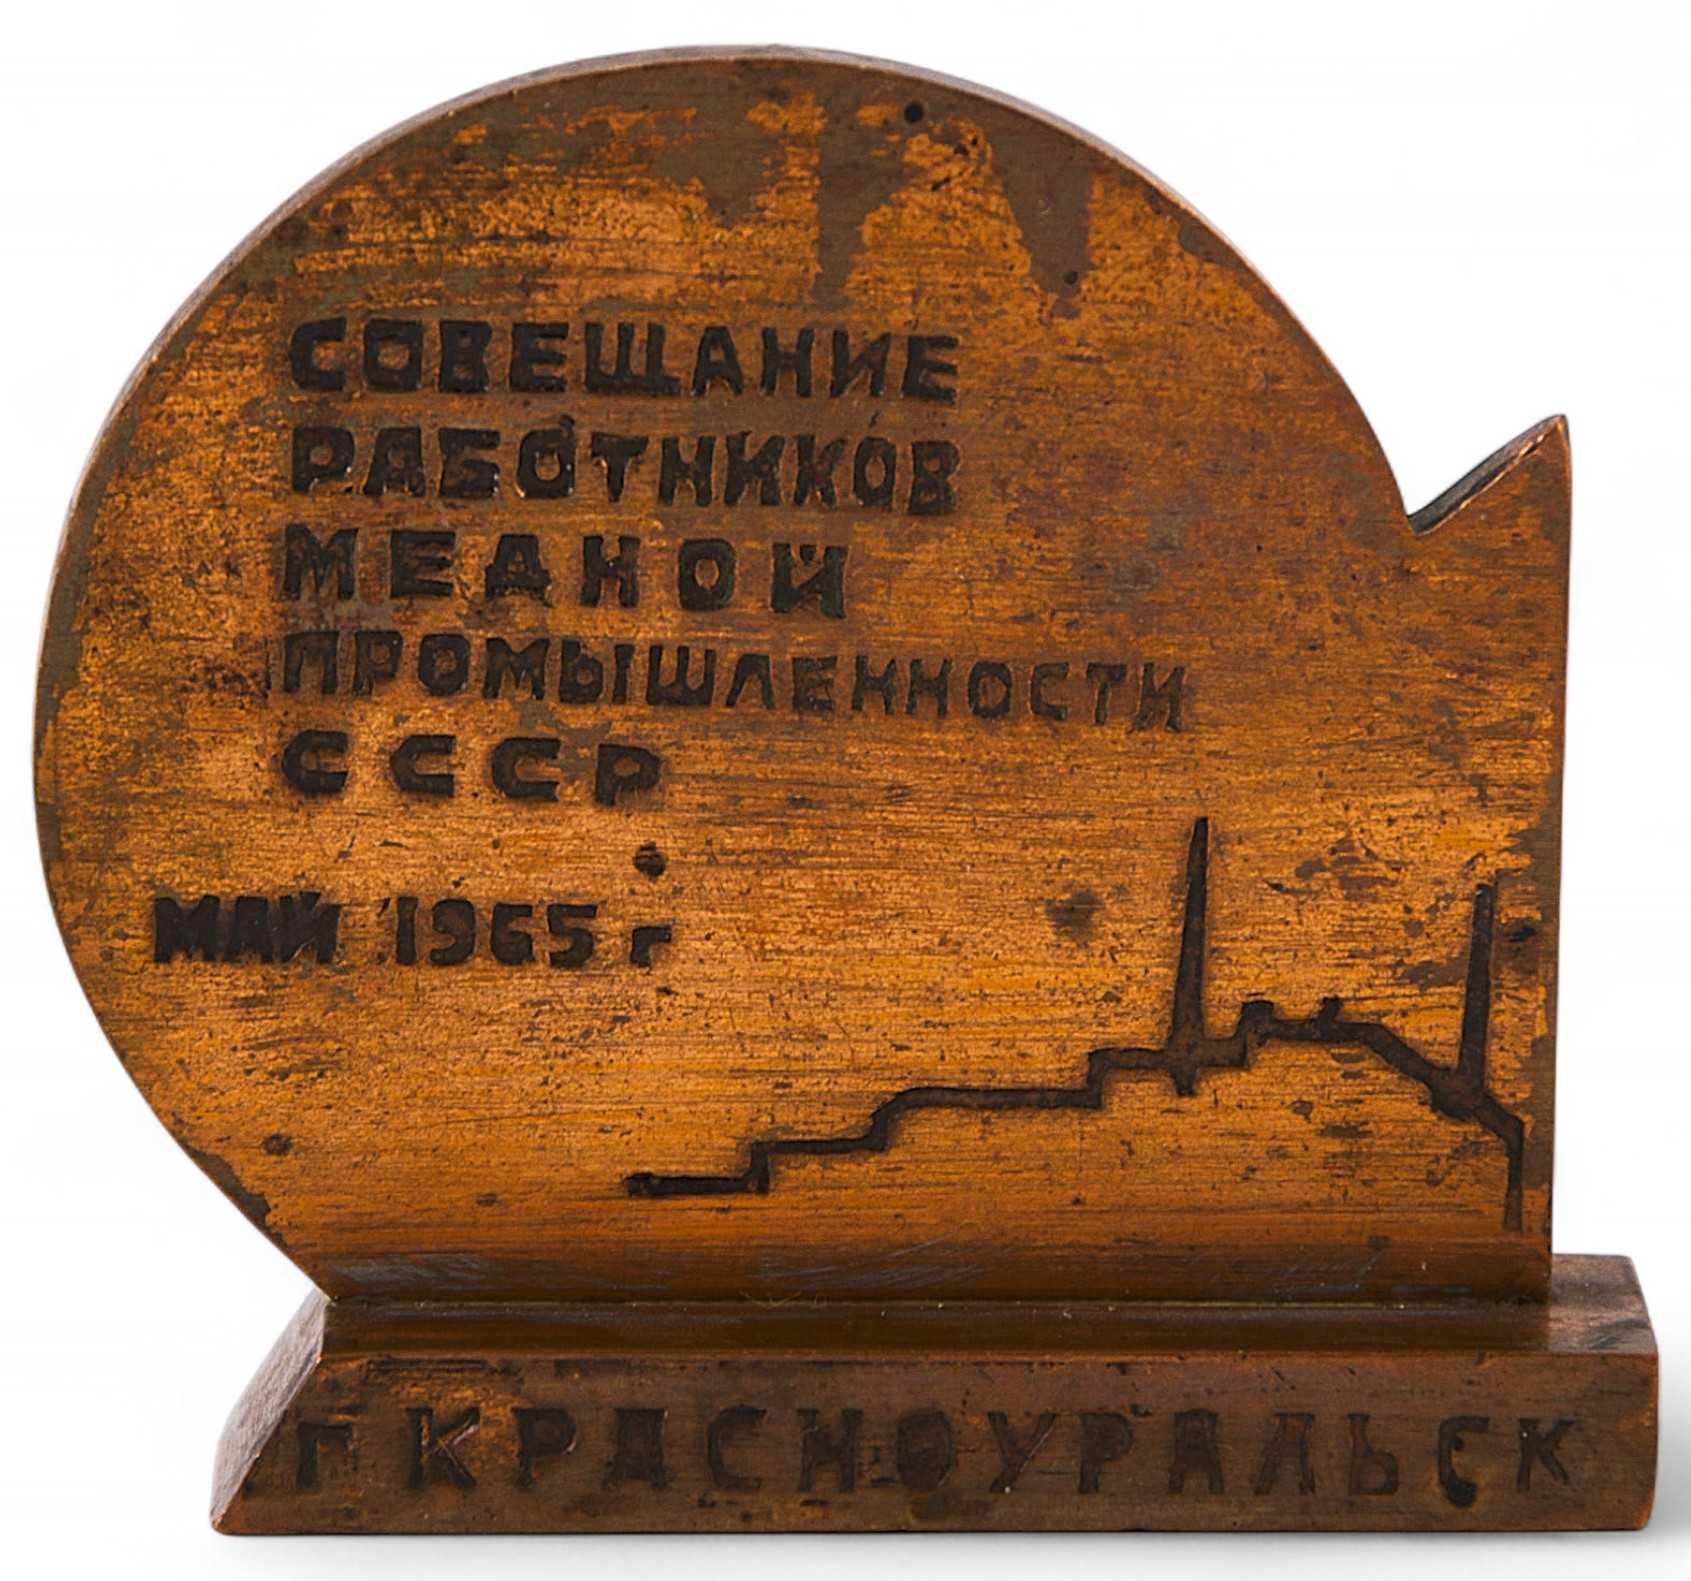 СОВЕЩАНИЕ
РАБОТНИКОВ
МЕДНОЙ
ПРОМЫШЛЕННОСТИ
СССР
МАЙ 1965 г
г КРАСНОУРАЛЬСК